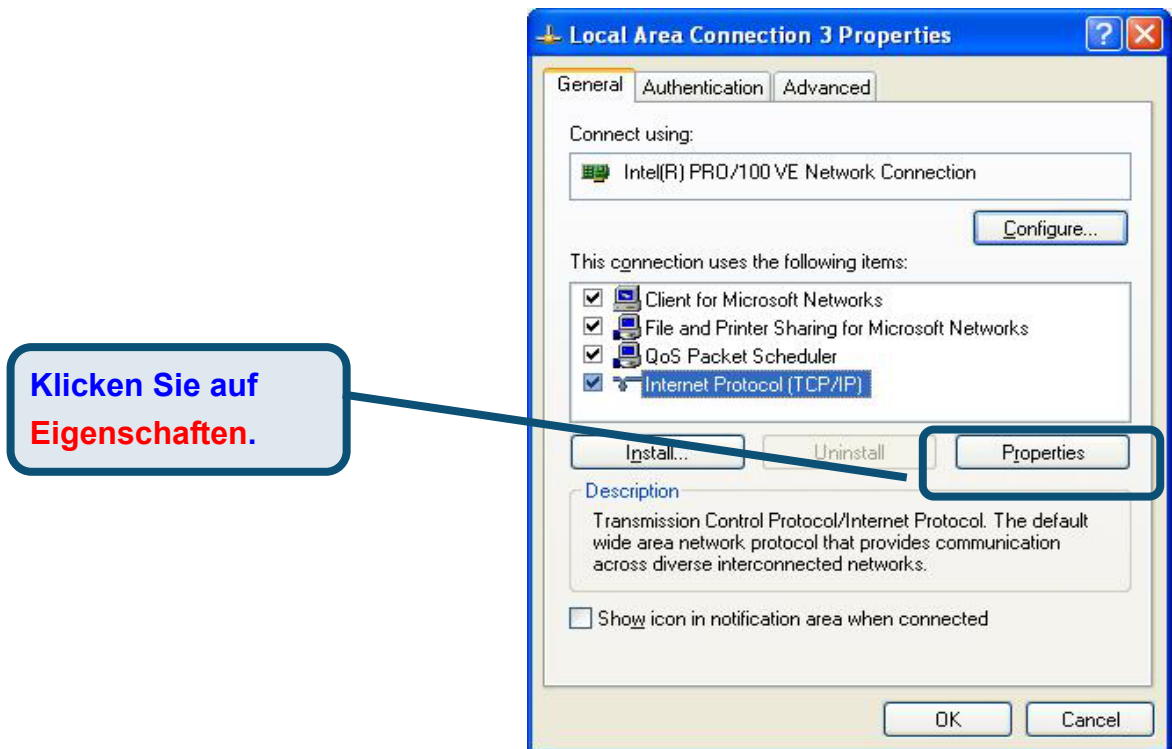 Local Area Connection 3 Properties
General Authentication Advanced
Connect using:
Intel(R) PRO/100 VE Network Connection
Configure...
This connection uses the following items:
Client for Microsoft Networks
File and Printer Sharing for Microsoft Networks
QoS Packet Scheduler
Internet Protocol (TCP/IP)
Klicken Sie auf
Eigenschaften.
Install... Uninstall Properties
Description
Transmission Control Protocol/Internet Protocol. The default
wide area network protocol that provides communication
across diverse interconnected networks.
Show icon in notification area when connected
OK Cancel